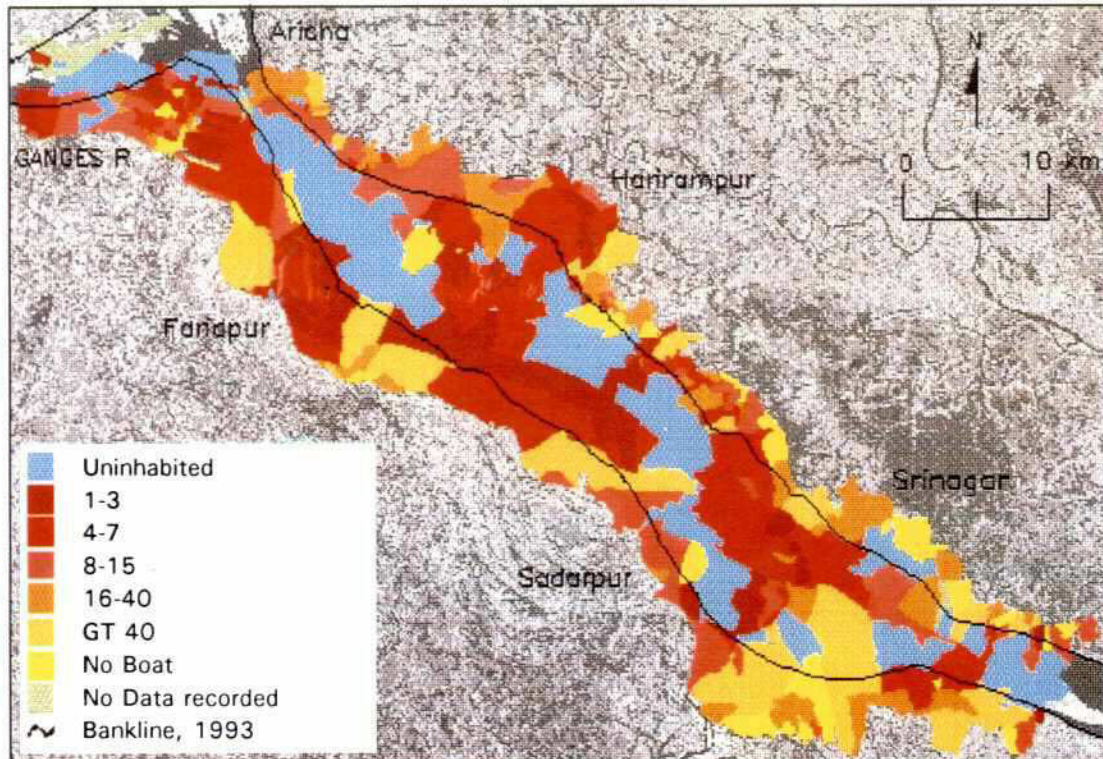 Aricha
N
GANGES R
0 10 km
Harirampur
Fanapur
Srinagar
Sadarpur
Uninhabited
1-3
4-7
8-15
16-40
GT 40
No Boat
No Data recorded
Bankline, 1993